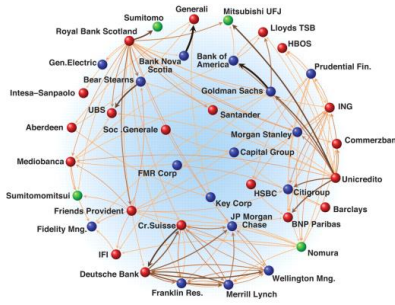 Generali
Sumitomo
Mitsubishi UFJ
Royal Bank Scotland
Lloyds TSB
HBOS
Gen.Electric
Bank Nova
Scotia
Bank of
America
Prudential Fin.
Bear Stearns
Goldman Sachs
Intesa-Sanpaolo
UBS
Santander
ING
Aberdeen
Soc.Generale
Morgan Stanley
Commerzban
Mediobanca
Capital Group
FMR Corp
Unicredito
Sumitomotsui
HSBC
Citigroup
Key Corp
Friends Provident
Barclays
Fidelity Mng.
Cr.Suisse
JP Morgan
Chase
BNP Paribas
IFI
Nomura
Deutsche Bank
Wellington Mng.
Franklin Res.
Merrill Lynch